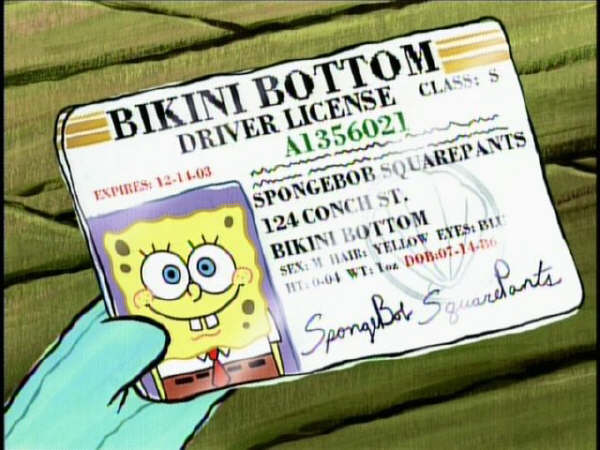 BIKINI BOTTOM
DRIVER LICENSE CLASS: S
A1356021
EXPIRES: 12-14-03
SPONGEBOB SQUAREPANTS
124 CONCH ST.
BIKINI BOTTOM
SEX: M HAIR: YELLOW EYES: BLU
HT: 0-04 WT: 1oz DOB:07-14-86
SpongeBob SquarePants